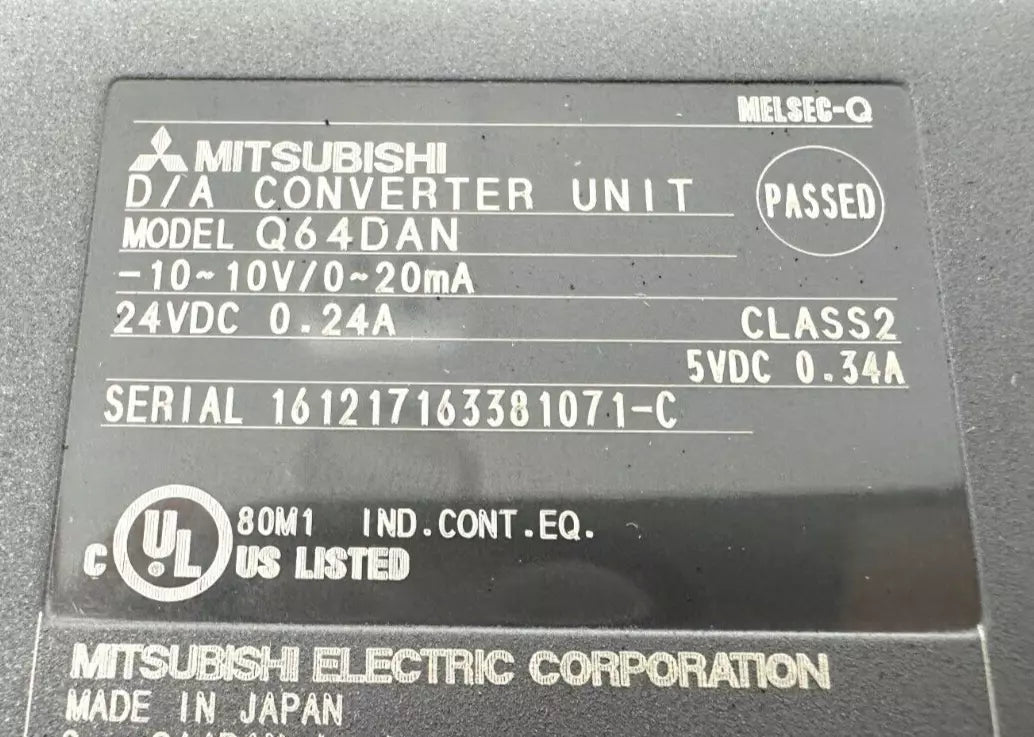 MELSEC-Q
MITSUBISHI
D/A CONVERTER UNIT
PASSED
MODEL Q64DAN
-10~10V/0~20mA
24VDC 0.24A CLASS2
5VDC 0.34A
SERIAL 161217163381071-C
80M1 IND.CONT.EQ.
C UL US LISTED
MITSUBISHI ELECTRIC CORPORATION
MADE IN JAPAN